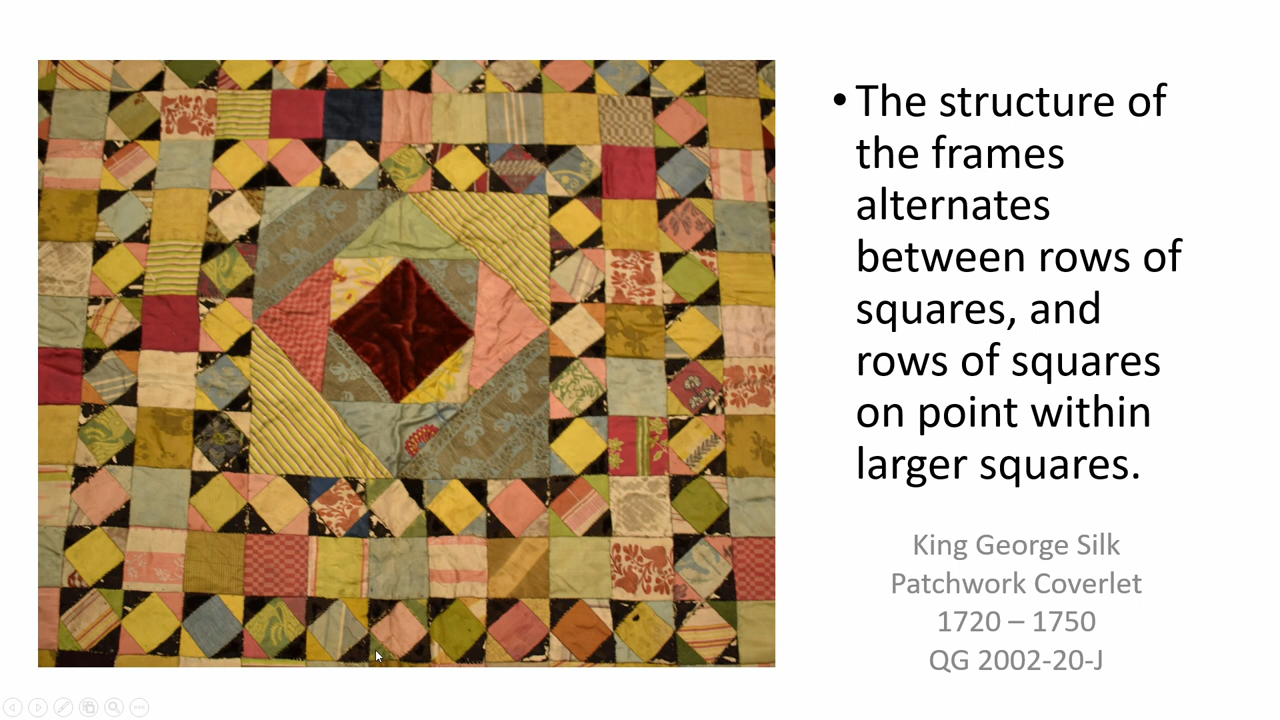 • The structure of
the frames
alternates
between rows of
squares, and
rows of squares
on point within
larger squares.
King George Silk
Patchwork Coverlet
1720 – 1750
QG 2002-20-J